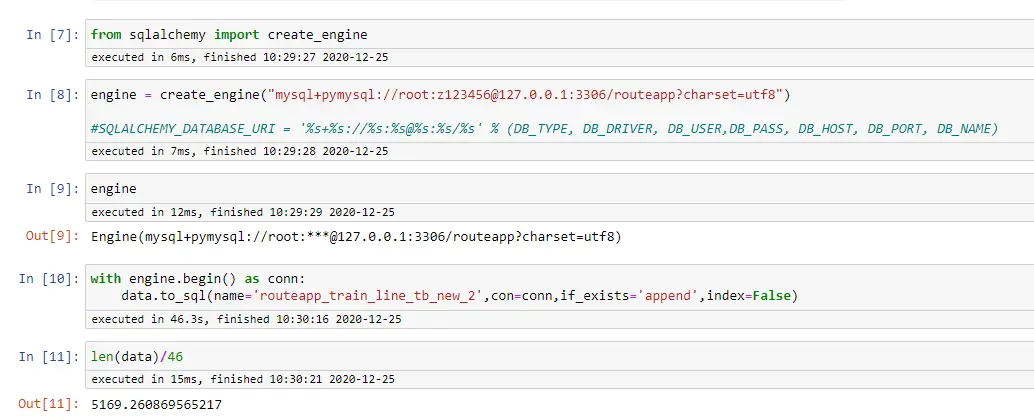 In [7]: from sqlalchemy import create_engine
executed in 6ms, finished 10:29:27 2020-12-25
In [8]: engine = create_engine("mysql+pymysql://root:z123456@127.0.0.1:3306/routeapp?charset=utf8")
#SQLALCHEMY_DATABASE_URI = '%s+%s://%s:%s@%s:%s/%s' % (DB_TYPE, DB_DRIVER, DB_USER,DB_PASS, DB_HOST, DB_PORT, DB_NAME)
executed in 7ms, finished 10:29:28 2020-12-25
In [9]: engine
executed in 12ms, finished 10:29:29 2020-12-25
Out[9]: Engine(mysql+pymysql://root:***@127.0.0.1:3306/routeapp?charset=utf8)
In [10]: with engine.begin() as conn:
data.to_sql(name='routeapp_train_line_tb_new_2',con=conn,if_exists='append',index=False)
executed in 46.3s, finished 10:30:16 2020-12-25
In [11]: len(data)/46
executed in 15ms, finished 10:30:21 2020-12-25
Out[11]: 5169.260869565217